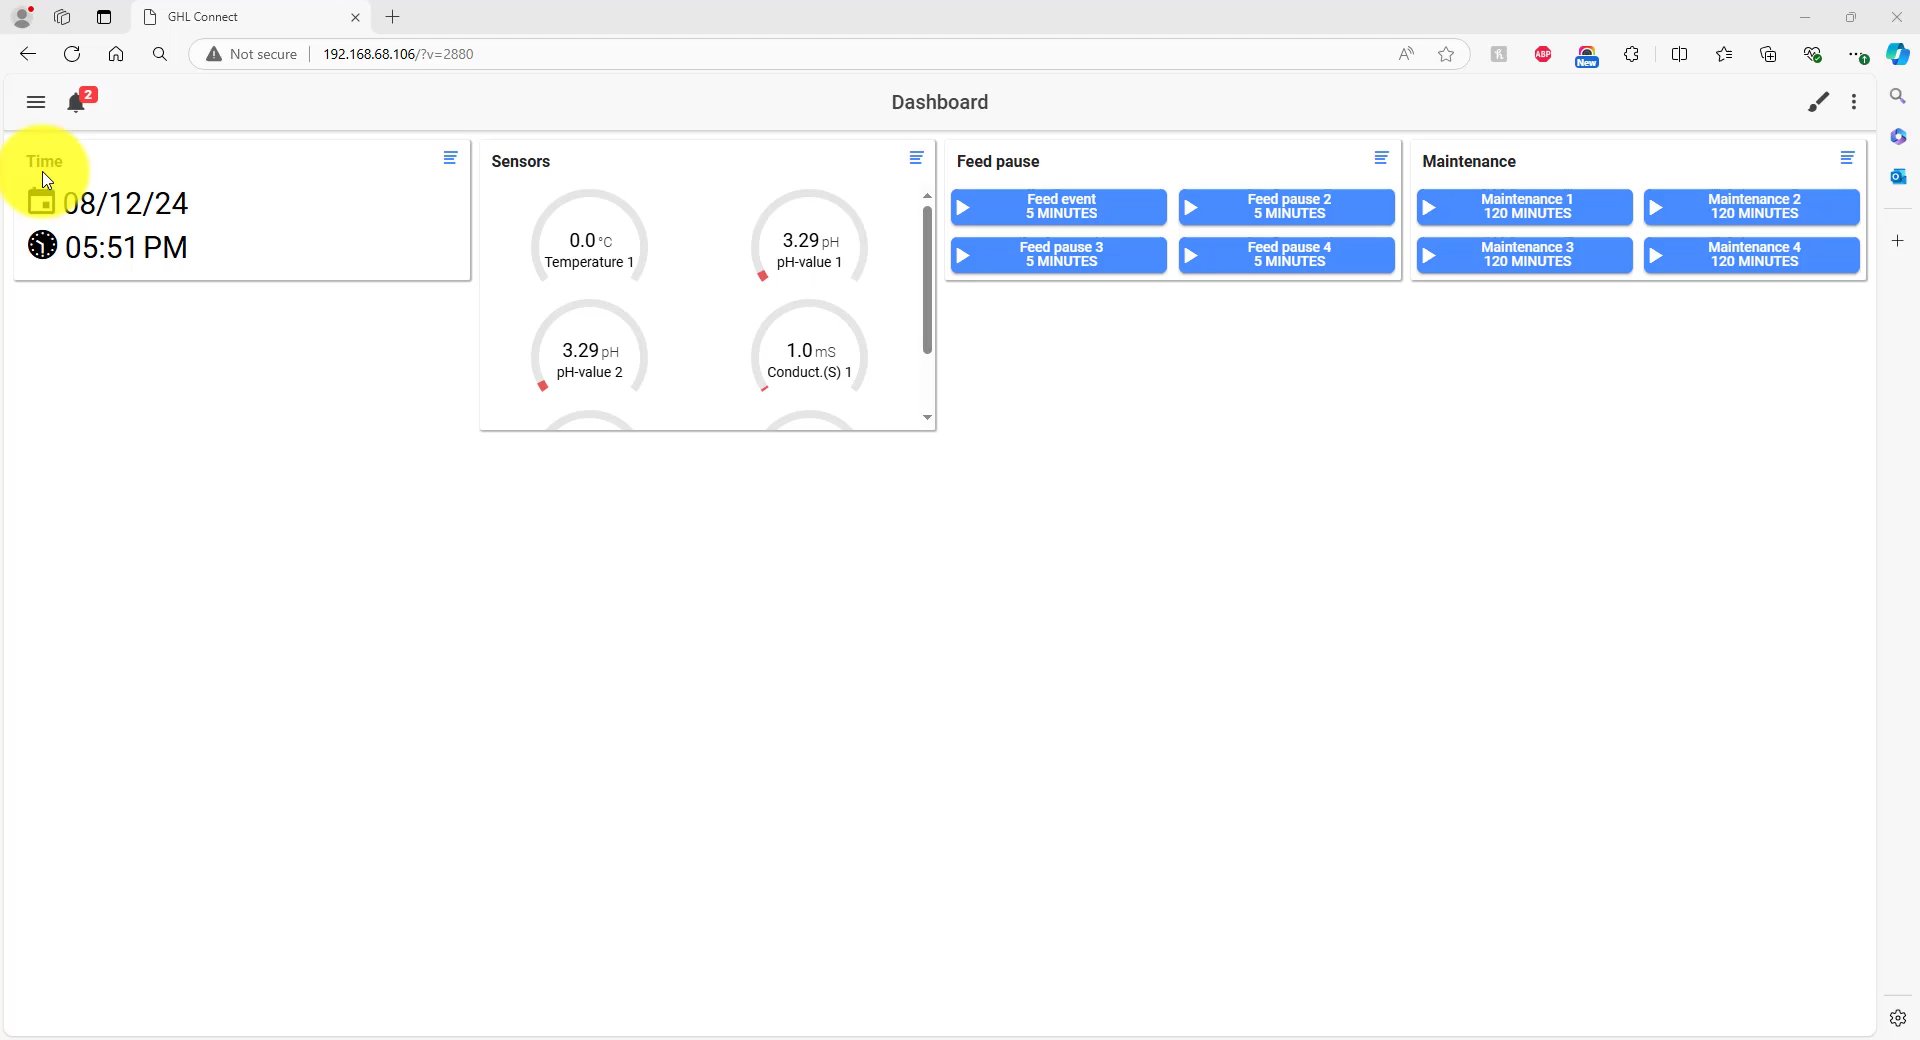 GHL Connect
Not secure
192.168.68.106/?v=2880
ABP
New
2
Dashboard
Time
08/12/24
05:51 PM
Sensors
0.0 °C
Temperature 1
3.29 pH
pH-value 1
3.29 pH
pH-value 2
1.0 mS
Conduct.(S) 1
Feed pause
Feed event
5 MINUTES
Feed pause 2
5 MINUTES
Feed pause 3
5 MINUTES
Feed pause 4
5 MINUTES
Maintenance
Maintenance 1
120 MINUTES
Maintenance 2
120 MINUTES
Maintenance 3
120 MINUTES
Maintenance 4
120 MINUTES